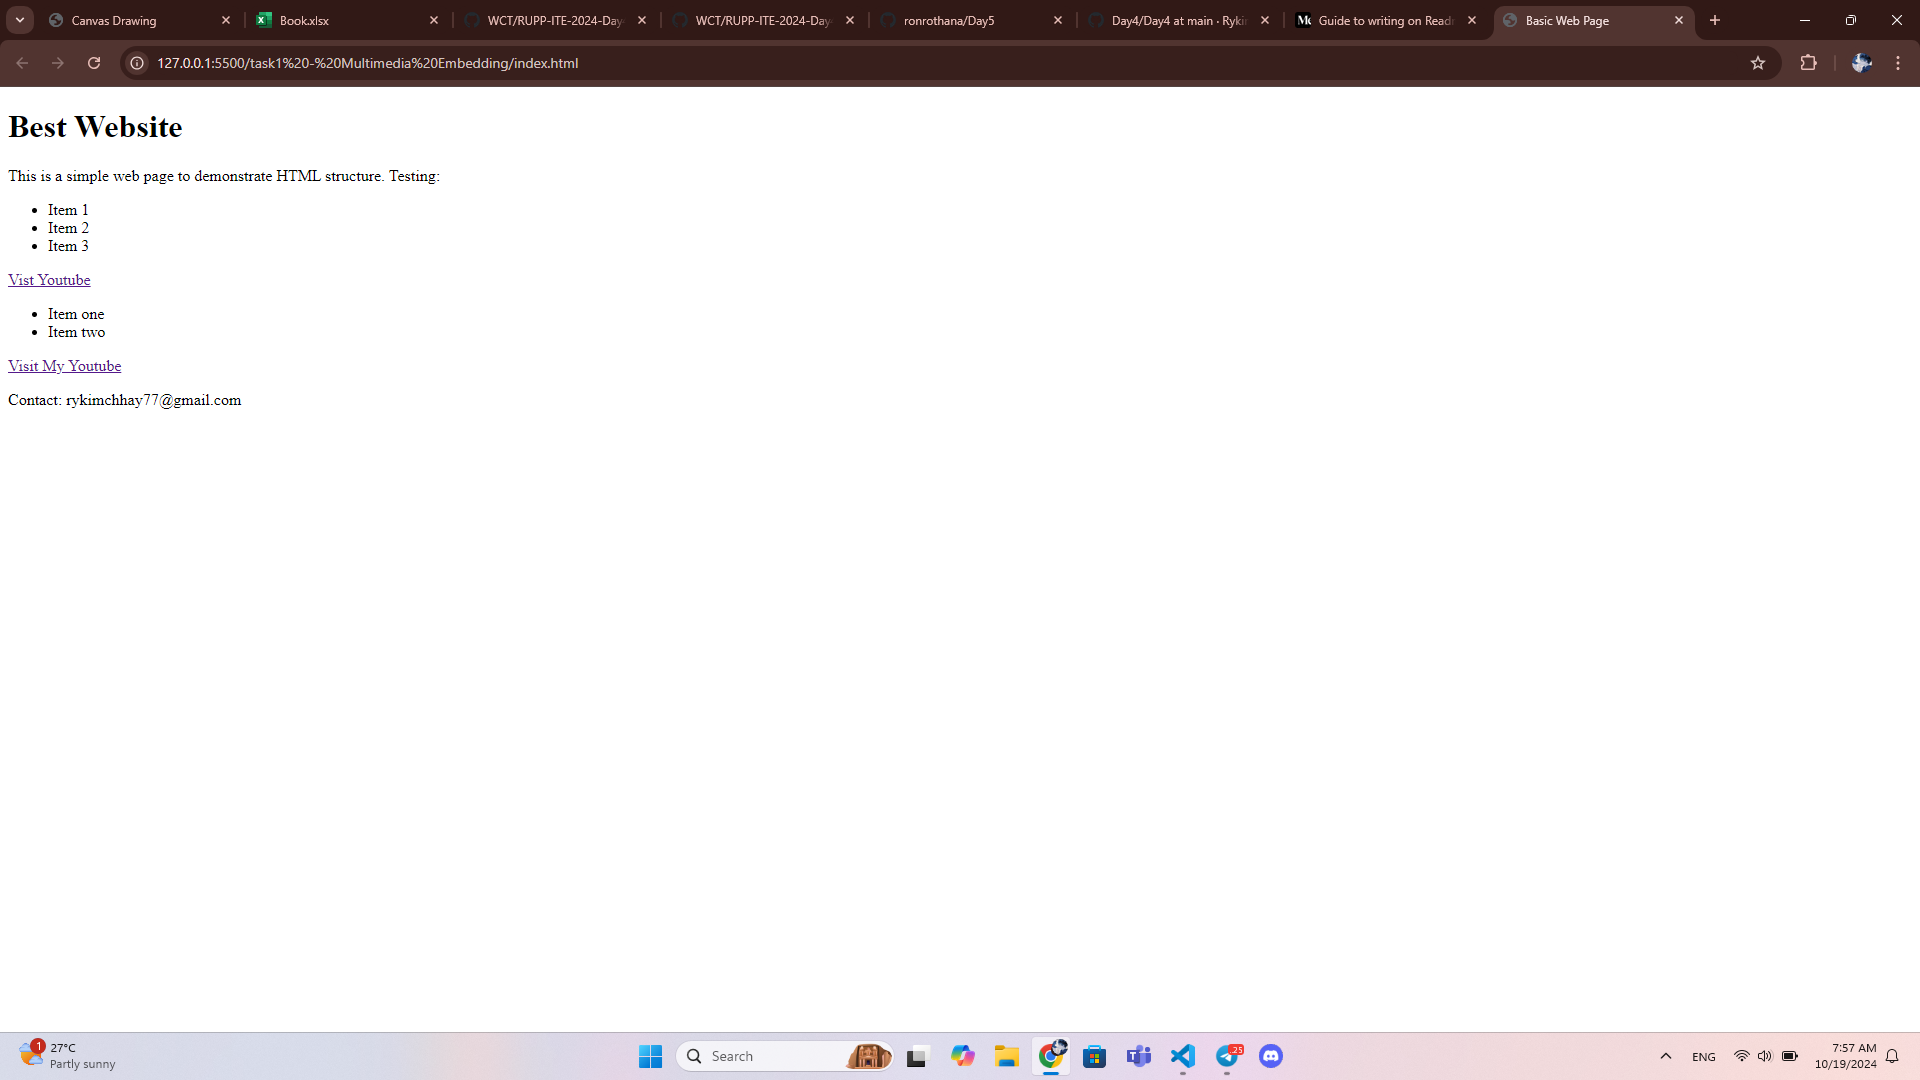 Canvas Drawing
Book.xlsx
WCT/RUPP-ITE-2024-Day
WCT/RUPP-ITE-2024-Day
ronrothana/Day5
Day4/Day4 at main · Rykim
Guide to writing on Read
Basic Web Page
127.0.0.1:5500/task1%20-%20Multimedia%20Embedding/index.html
Best Website
This is a simple web page to demonstrate HTML structure. Testing:
• Item 1
• Item 2
• Item 3
Vist Youtube
• Item one
• Item two
Visit My Youtube
Contact: rykimchhay77@gmail.com
1
27°C
Partly sunny
Search
25
ENG
7:57 AM
10/19/2024